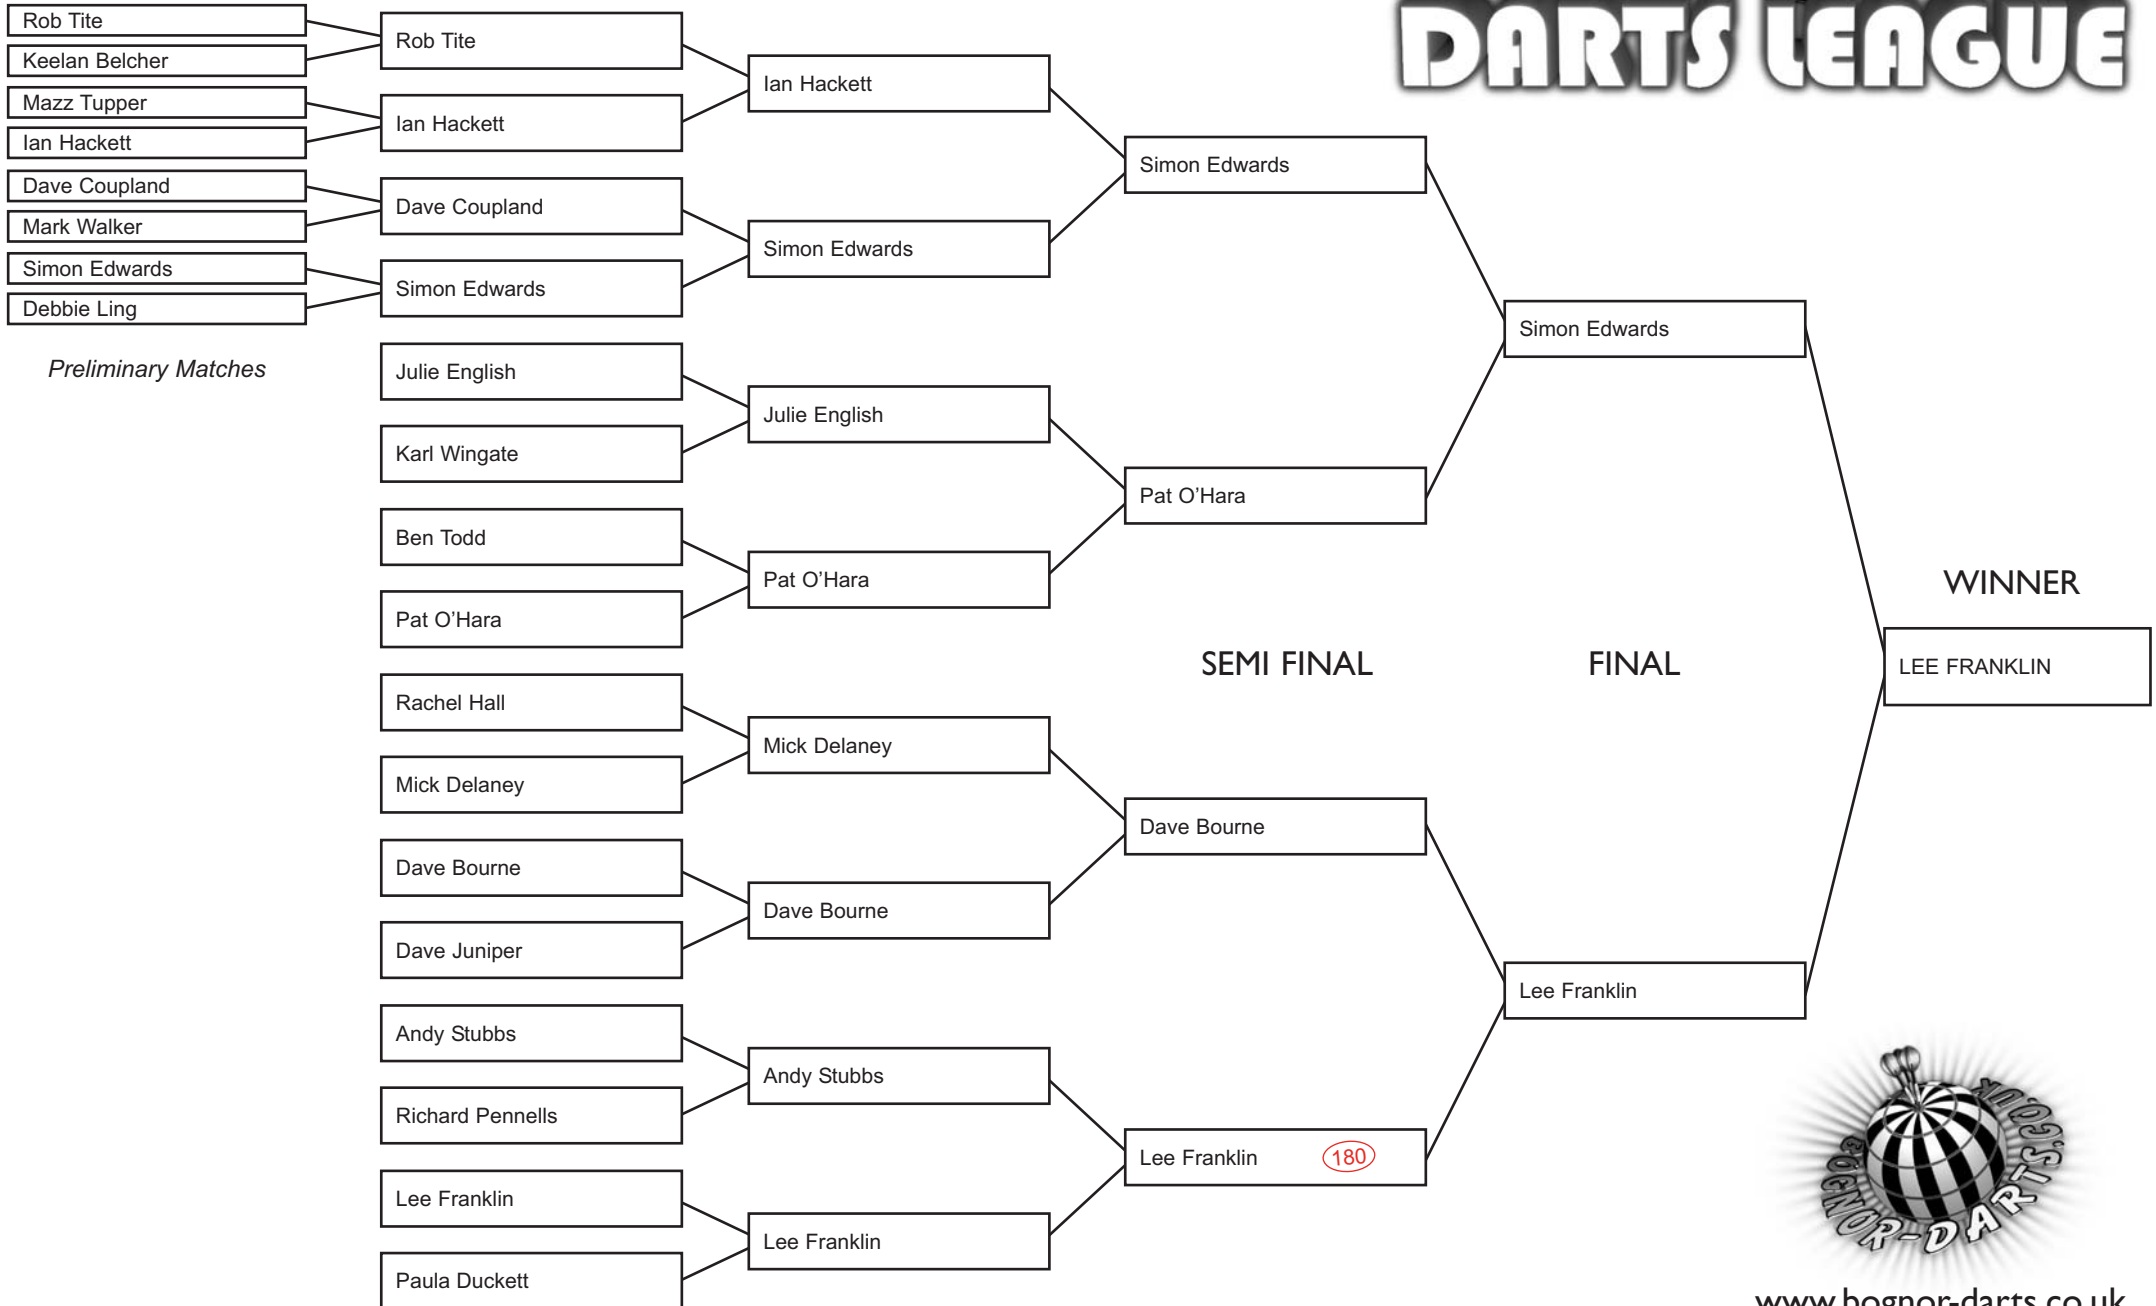 DARTS LEAGUE
Rob Tite
Keelan Belcher
Mazz Tupper
Ian Hackett
Dave Coupland
Mark Walker
Simon Edwards
Debbie Ling
Preliminary Matches
Rob Tite
Ian Hackett
Dave Coupland
Simon Edwards
Julie English
Karl Wingate
Ben Todd
Pat O’Hara
Rachel Hall
Mick Delaney
Dave Bourne
Dave Juniper
Andy Stubbs
Richard Pennells
Lee Franklin
Paula Duckett
Ian Hackett
Simon Edwards
Julie English
Pat O’Hara
Mick Delaney
Dave Bourne
Andy Stubbs
Lee Franklin
Simon Edwards
Pat O’Hara
SEMI FINAL
Dave Bourne
Lee Franklin 180
Simon Edwards
FINAL
Lee Franklin
WINNER
LEE FRANKLIN
BOGNOR-DARTS.CO.UK
www.bognor-darts.co.uk